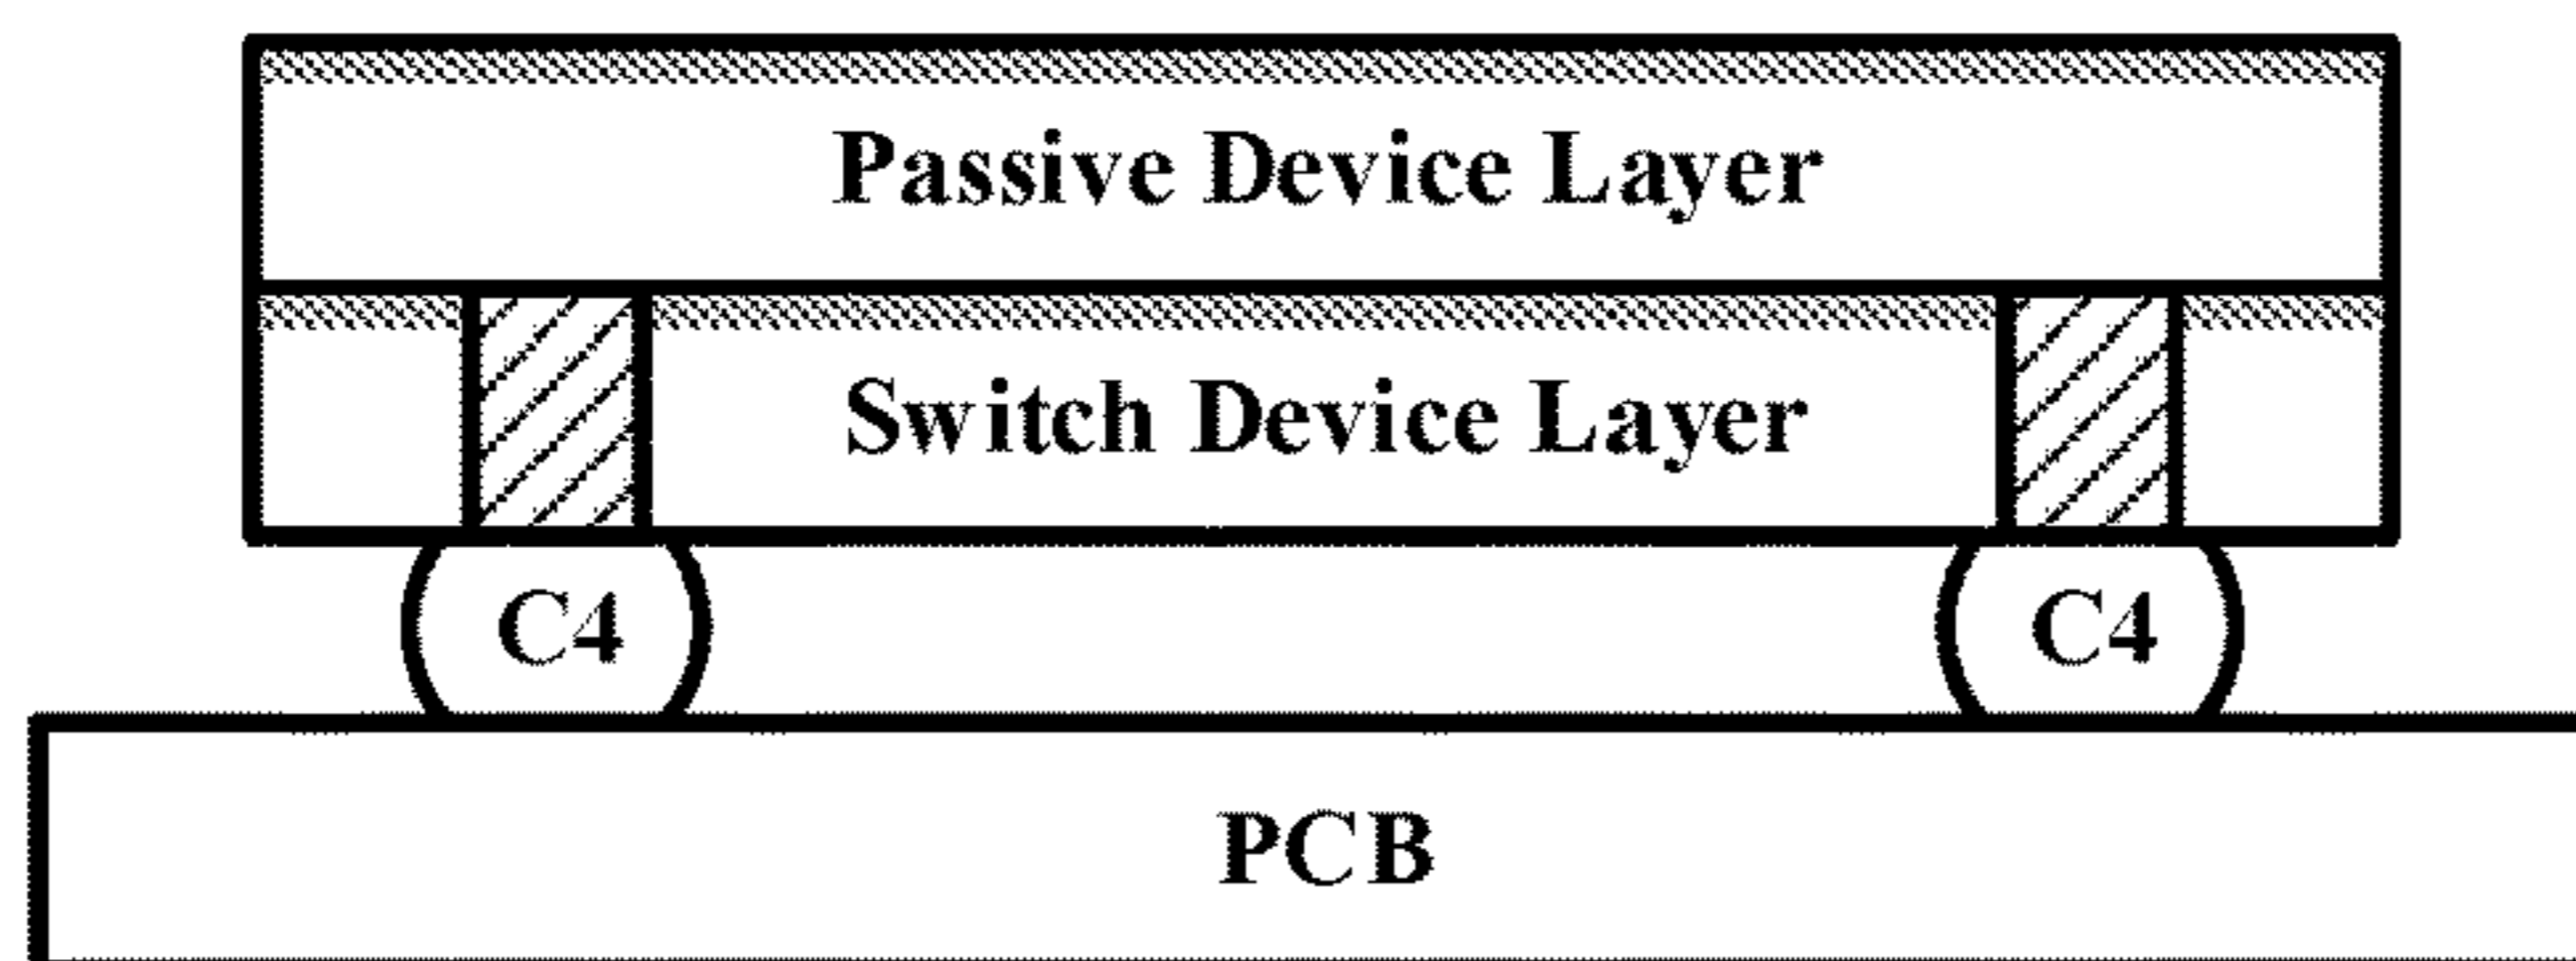 Passive Device Layer
Switch Device Layer
C4 C4
PCB